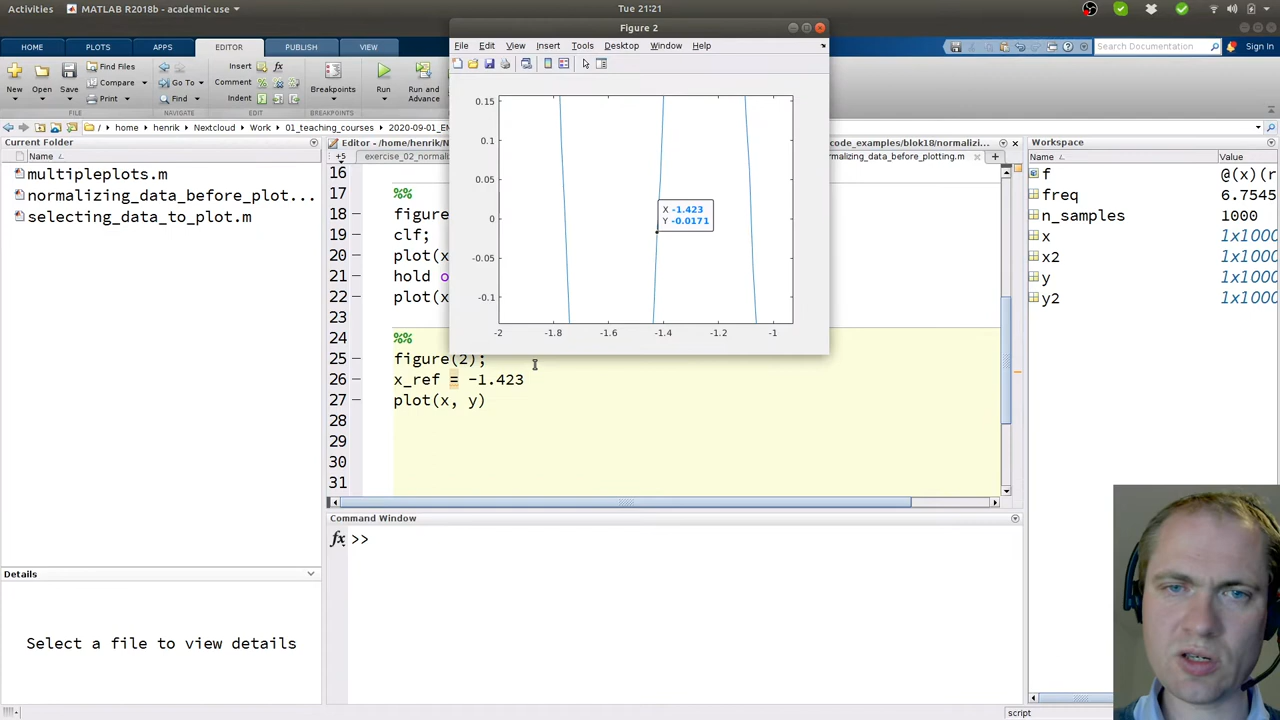 Activities
MATLAB R2018b - academic use
Tue 21:21
Figure 2
File Edit View Insert Tools Desktop Window Help
HOME PLOTS APPS EDITOR PUBLISH VIEW
Search Documentation
Sign In
New Open Save
Find Files
Compare
Print
Go To
Find
Insert
Comment
Indent
Breakpoints
Run
Run and Advance
FILE NAVIGATE EDIT BREAKPOINTS
/ home henrik Nextcloud Work 01_teaching_courses
Current Folder
Name
multipleplots.m
normalizing_data_before_plot...
selecting_data_to_plot.m
Details
Select a file to view details
Editor - /home/henrik/N
code_examples/blok18/normalizi...
+5 exercise_02_normali
rmalizing_data_before_plotting.m
16
17 %%
18 figure
19 clf;
20 plot(x
21 hold o
22 plot(x
23
24 %%
25 figure(2);
26 x_ref = -1.423
27 plot(x, y)
28
29
30
31
0.15
0.1
0.05
0
-0.05
-0.1
-2 -1.8 -1.6 -1.4 -1.2 -1
X -1.423
Y -0.0171
Command Window
fx >>
Workspace
Name Value
f @(x)(r
freq 6.7545
n_samples 1000
x 1x1000
x2 1x1000
y 1x1000
y2 1x1000
script